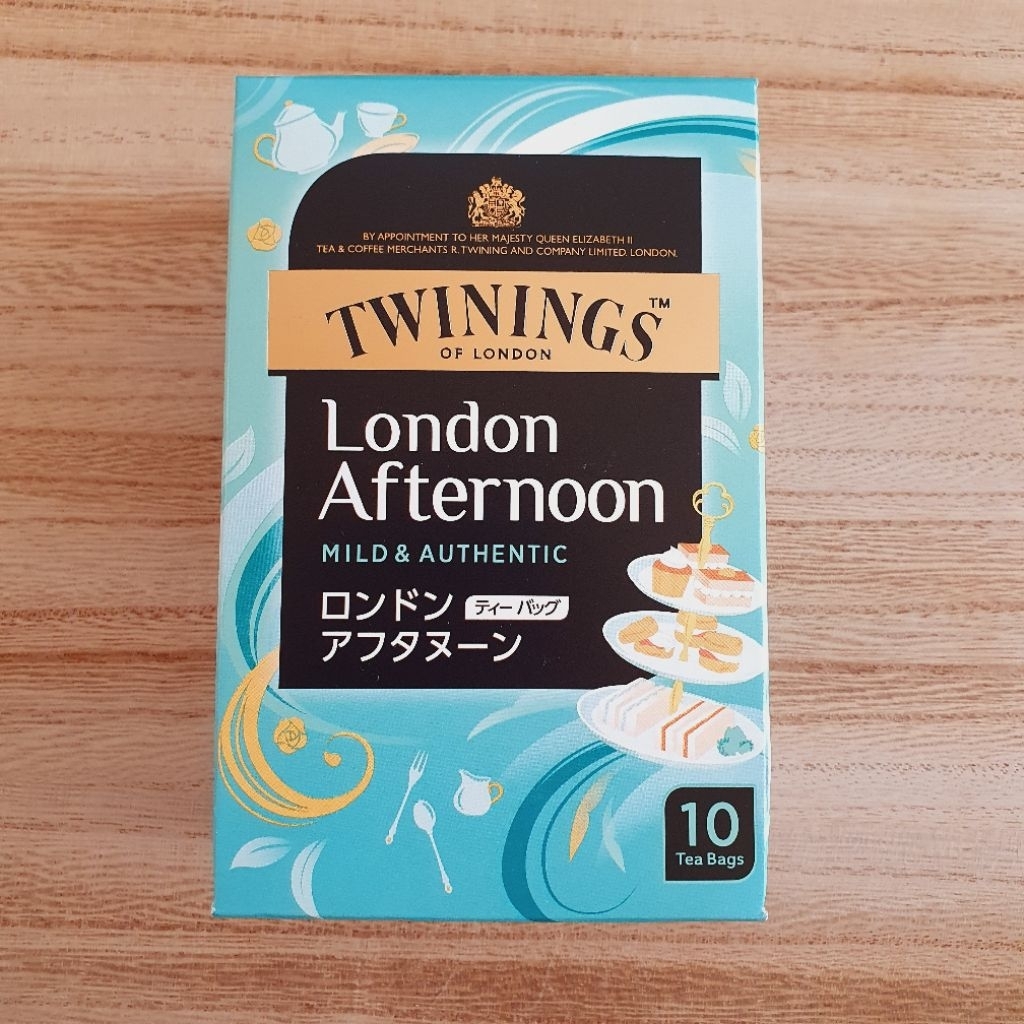 BY APPOINTMENT TO HER MAJESTY QUEEN ELIZABETH II
TEA & COFFEE MERCHANTS R. TWINING AND COMPANY LIMITED. LONDON.
TWININGS™
OF LONDON
London
Afternoon
MILD & AUTHENTIC
ロンドン ティーバッグ
アフタヌーン
10
Tea Bags